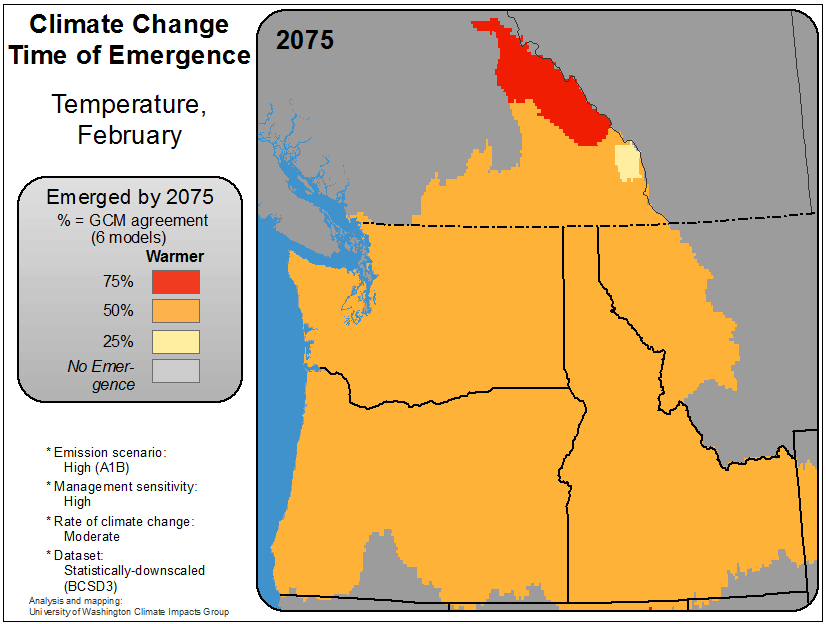 Climate Change
Time of Emergence
Temperature,
February
Emerged by 2075
% = GCM agreement
(6 models)
Warmer
75%
50%
25%
No Emer-
gence
* Emission scenario:
High (A1B)
* Management sensitivity:
High
* Rate of climate change:
Moderate
* Dataset:
Statistically-downscaled
(BCSD3)
Analysis and mapping:
University of Washington Climate Impacts Group
2075